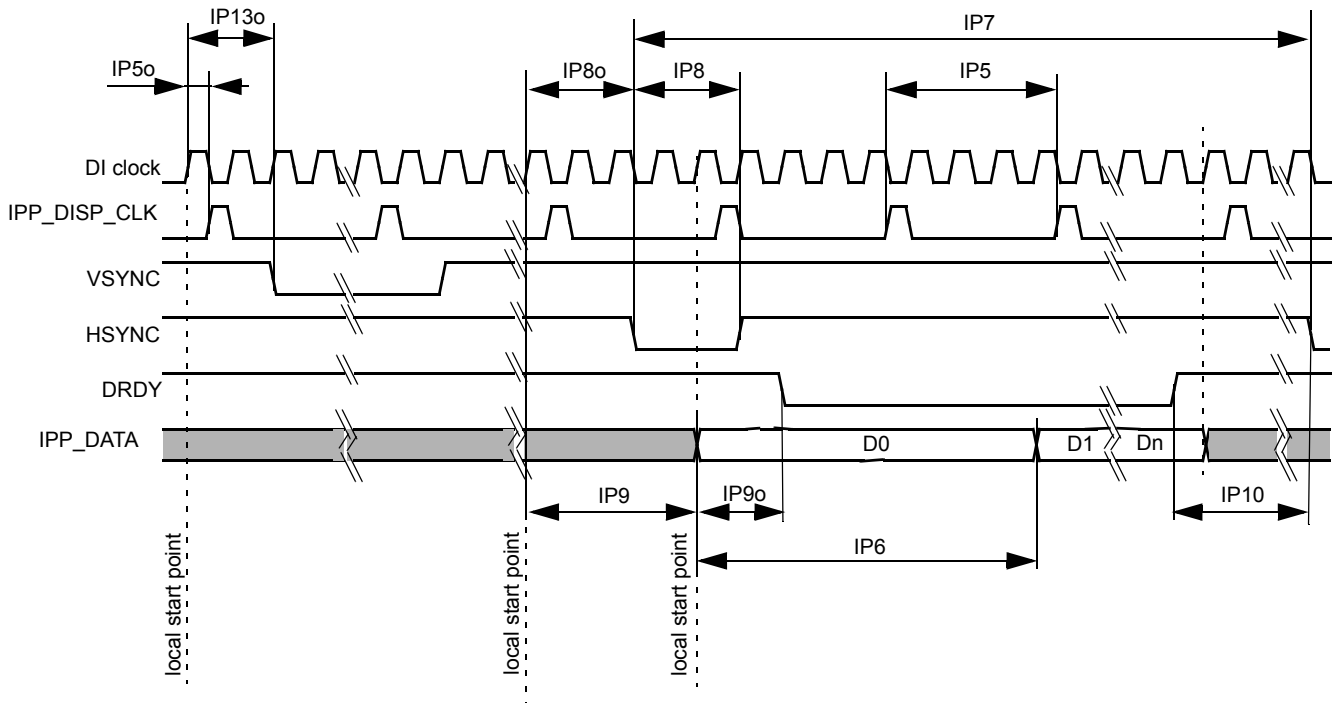 IP13o
IP7
IP5o
IP8o
IP8
IP5
DI clock
IPP_DISP_CLK
VSYNC
HSYNC
DRDY
IPP_DATA
D0
D1
Dn
IP9
IP9o
IP10
IP6
local start point
local start point
local start point